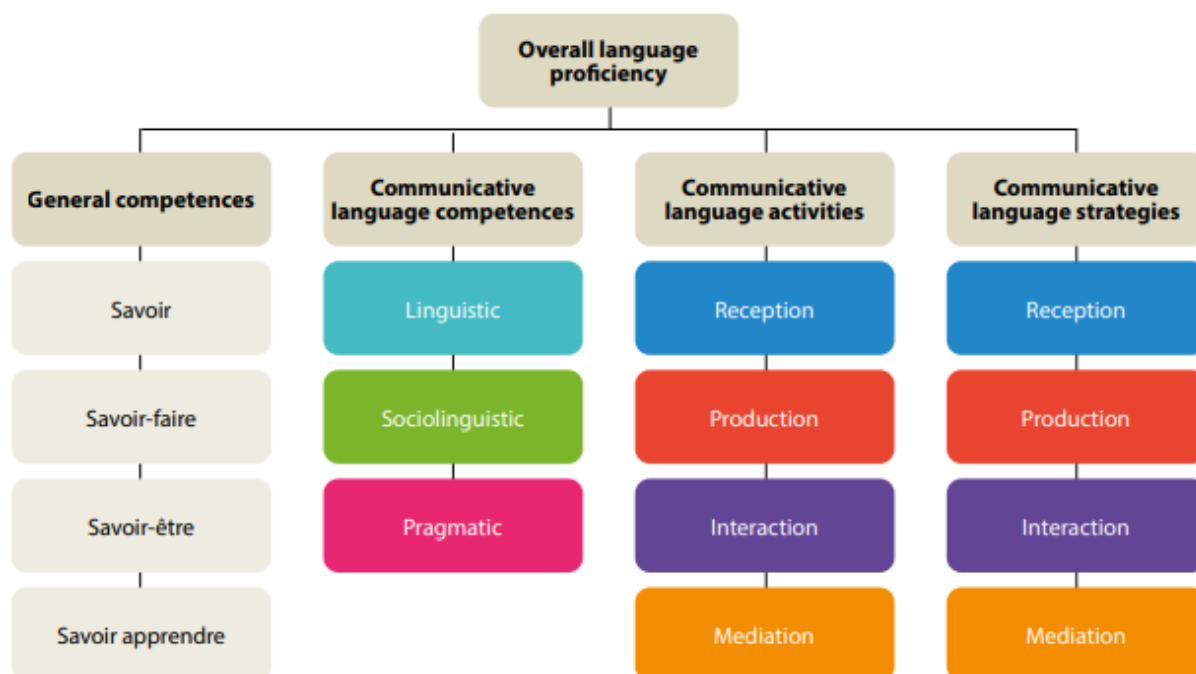 Overall language
proficiency
General competences
Communicative
language competences
Communicative
language activities
Communicative
language strategies
Savoir
Linguistic
Reception
Reception
Savoir-faire
Sociolinguistic
Production
Production
Savoir-être
Pragmatic
Interaction
Interaction
Savoir apprendre
Mediation
Mediation